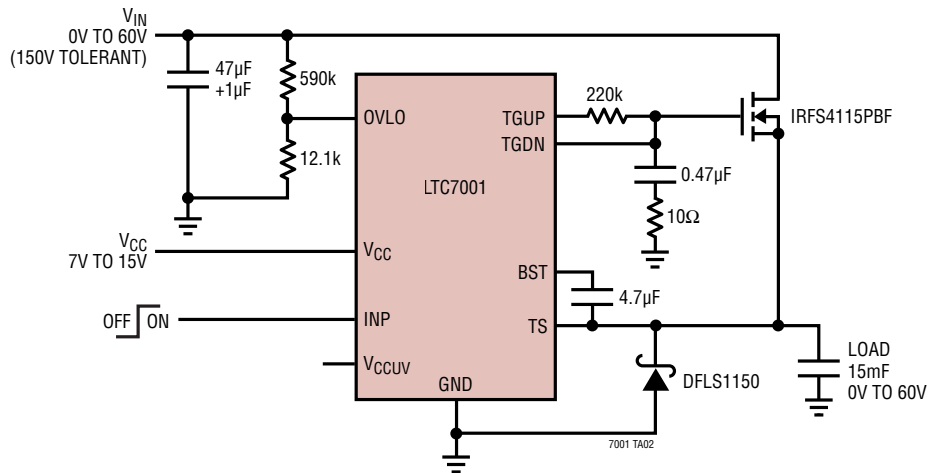 VIN
0V TO 60V
(150V TOLERANT)
47µF
+1µF
590k
12.1k
OVLO
TGUP
TGDN
220k
IRFS4115PBF
0.47µF
10Ω
LTC7001
VCC
7V TO 15V
VCC
BST
4.7µF
OFF ON
INP
TS
VCCUV
GND
DFLS1150
LOAD
15mF
0V TO 60V
7001 TA02